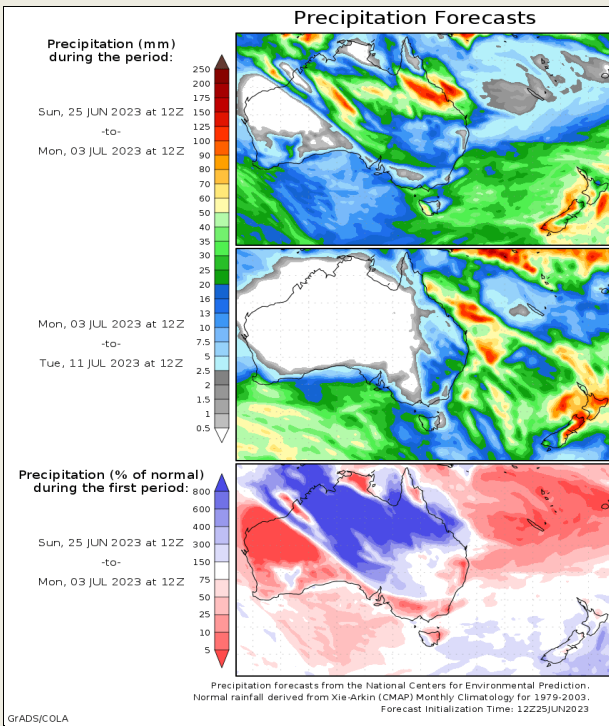 Precipitation Forecasts
Precipitation (mm)
during the period:
Sun, 25 JUN 2023 at 12Z
-to-
Mon, 03 JUL 2023 at 12Z
250
200
175
150
125
100
90
80
70
60
50
40
35
30
25
20
16
13
10
7.5
5
2.5
2
1.5
1
0.5
Mon, 03 JUL 2023 at 12Z
-to-
Tue, 11 JUL 2023 at 12Z
Precipitation (% of normal)
during the first period:
Sun, 25 JUN 2023 at 12Z
-to-
Mon, 03 JUL 2023 at 12Z
800
600
400
300
150
75
50
25
10
5
Precipitation forecasts from the National Centers for Environmental Prediction.
Normal rainfall derived from Xie-Arkin (CMAP) Monthly Climatology for 1979-2003.
Forecast Initialization Time: 12Z25JUN2023
GrADS/COLA